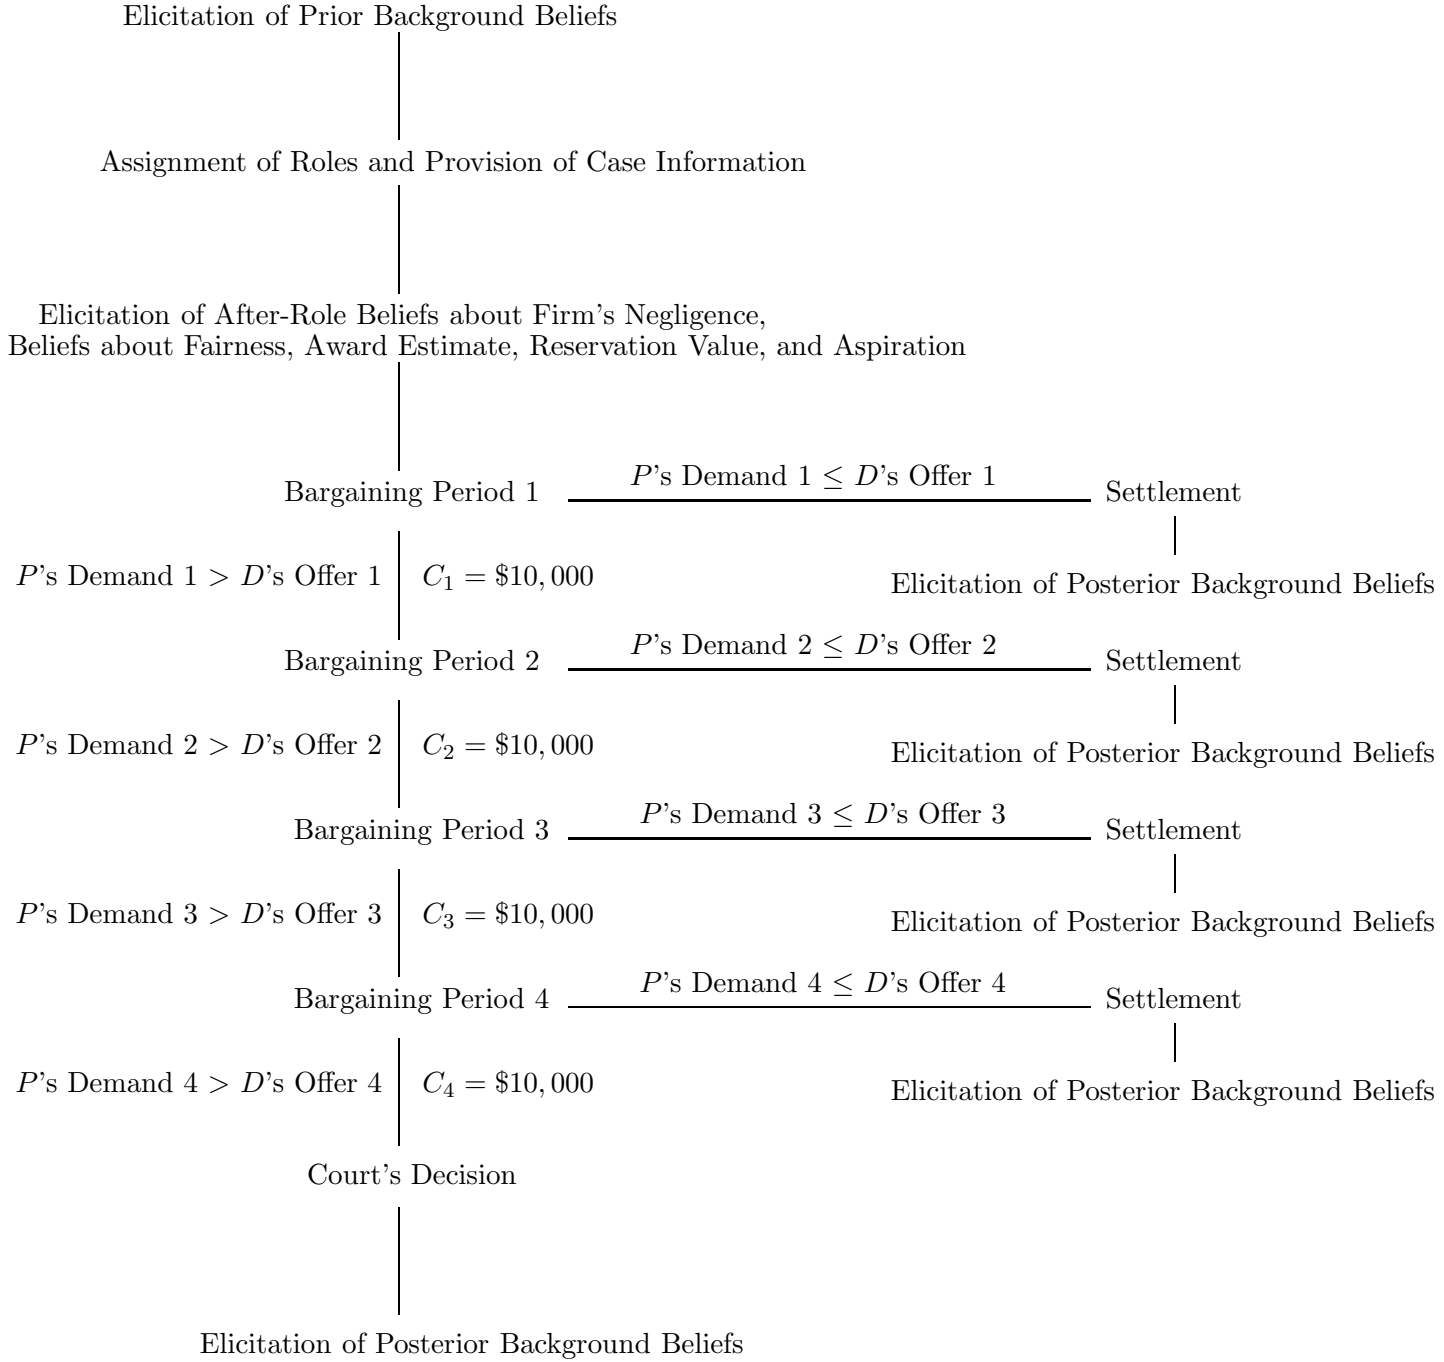 Elicitation of Prior Background Beliefs
Assignment of Roles and Provision of Case Information
Elicitation of After-Role Beliefs about Firm's Negligence,
Beliefs about Fairness, Award Estimate, Reservation Value, and Aspiration
Bargaining Period 1 P's Demand 1 ≤ D's Offer 1 Settlement
P's Demand 1 > D's Offer 1 C₁ = $10,000 Elicitation of Posterior Background Beliefs
Bargaining Period 2 P's Demand 2 ≤ D's Offer 2 Settlement
P's Demand 2 > D's Offer 2 C₂ = $10,000 Elicitation of Posterior Background Beliefs
Bargaining Period 3 P's Demand 3 ≤ D's Offer 3 Settlement
P's Demand 3 > D's Offer 3 C₃ = $10,000 Elicitation of Posterior Background Beliefs
Bargaining Period 4 P's Demand 4 ≤ D's Offer 4 Settlement
P's Demand 4 > D's Offer 4 C₄ = $10,000 Elicitation of Posterior Background Beliefs
Court's Decision
Elicitation of Posterior Background Beliefs